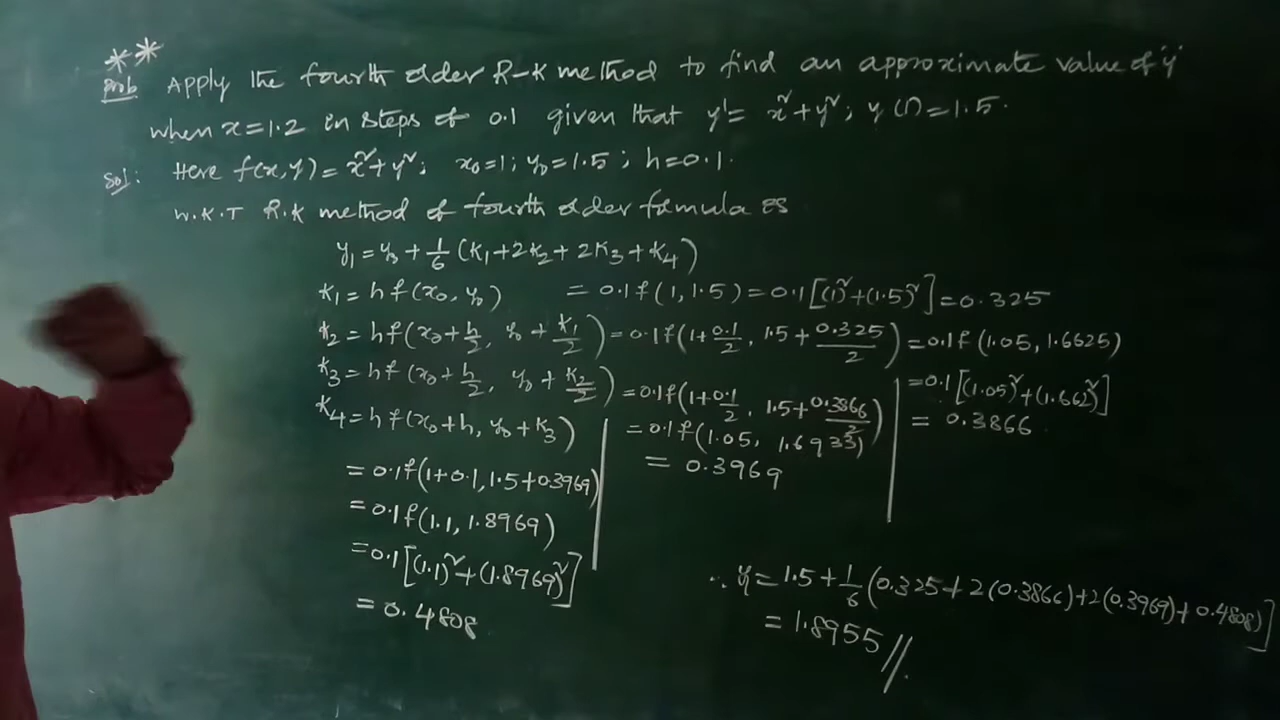 **
Prob Apply the fourth order R-K method to find an approximate value of 'y'
when x=1.2 in steps of 0.1 given that y' = x²+y²; y(1)=1.5.
Sol: Here f(x,y)=x²+y²; x₀=1; y₀=1.5; h=0.1.
W.K.T R.K method of fourth order formula is
y₁=y₀+1/6 (K₁+2K₂+2K₃+K₄)
K₁=hf(x₀,y₀) = 0.1f(1,1.5)=0.1[(1)²+(1.5)²]=0.325
K₂=hf(x₀+h/2, y₀+K₁/2)=0.1f(1+0.1/2, 1.5+0.325/2)=0.1f(1.05,1.6625)
=0.1[(1.05)²+(1.662)²]
= 0.3866
K₃=hf(x₀+h/2, y₀+K₂/2)=0.1f(1+0.1/2, 1.5+0.3866/2)
=0.1f(1.05, 1.6933)
= 0.3969
K₄=hf(x₀+h, y₀+K₃)
=0.1f(1+0.1,1.5+0.3969)
=0.1f(1.1,1.8969)
=0.1[(1.1)²+(1.8969)²]
=0.4808
∴ y=1.5+1/6(0.325+2(0.3866)+2(0.3969)+0.4808)]
= 1.8955//.